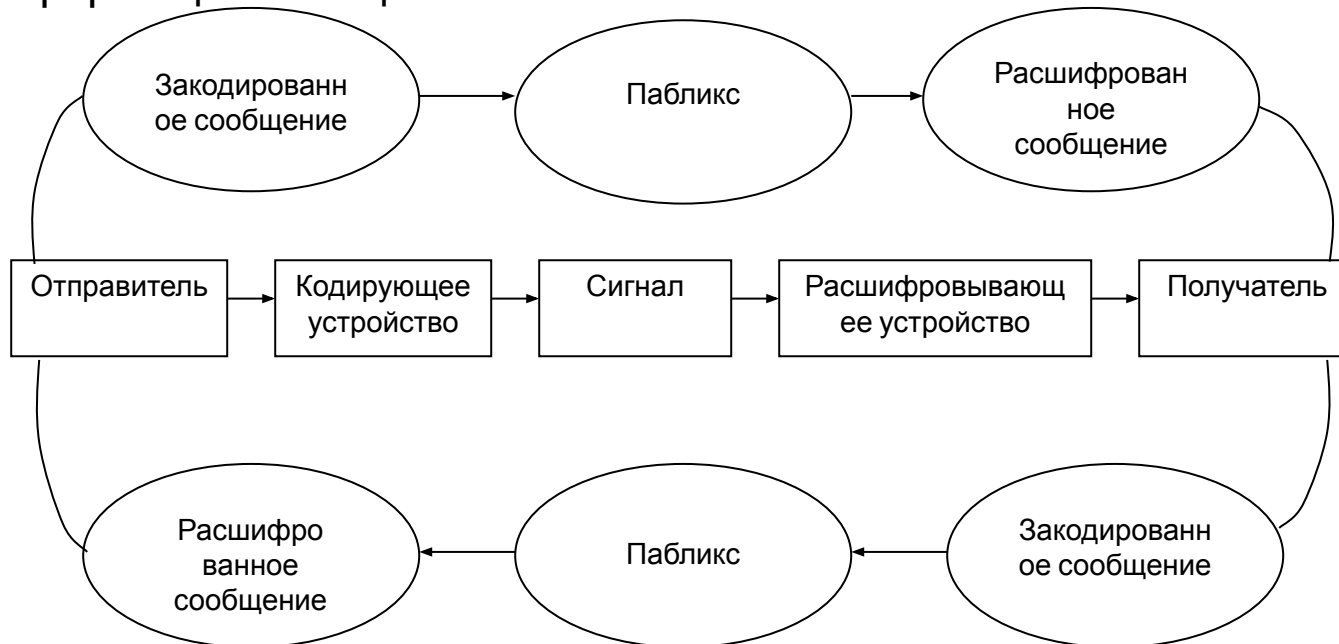 Закодированн
ое сообщение
Пабликс
Расшифрован
ное
сообщение
Отправитель
Кодирующее
устройство
Сигнал
Расшифровывающ
ее устройство
Получатель
Расшифро
ванное
сообщение
Пабликс
Закодированн
ое сообщение